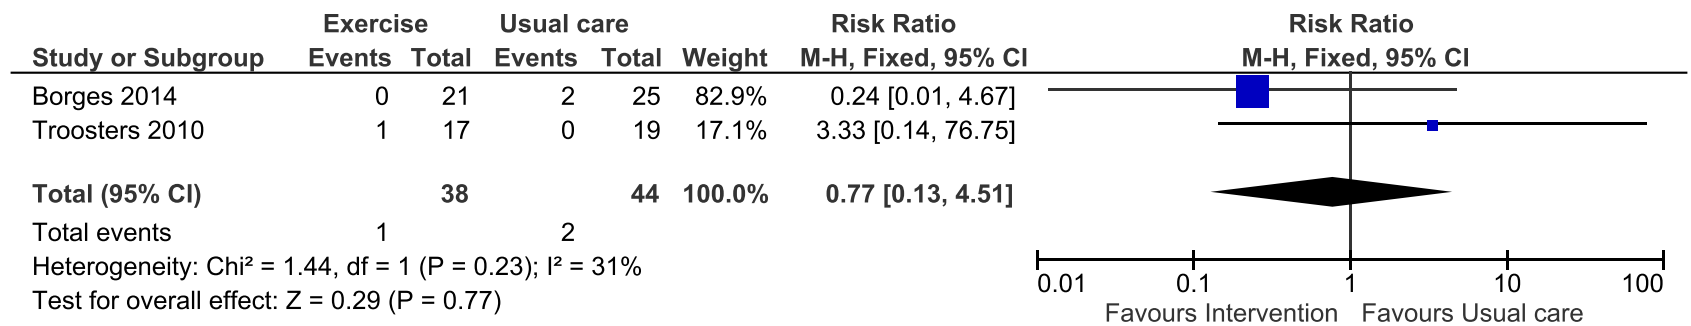 Exercise Usual care Risk Ratio Risk Ratio
Study or Subgroup Events Total Events Total Weight M-H, Fixed, 95% CI M-H, Fixed, 95% CI
Borges 2014 0 21 2 25 82.9% 0.24 [0.01, 4.67]
Troosters 2010 1 17 0 19 17.1% 3.33 [0.14, 76.75]
Total (95% CI) 38 44 100.0% 0.77 [0.13, 4.51]
Total events 1 2
Heterogeneity: Chi² = 1.44, df = 1 (P = 0.23); I² = 31%
Test for overall effect: Z = 0.29 (P = 0.77)
0.01 0.1 1 10 100
Favours Intervention Favours Usual care